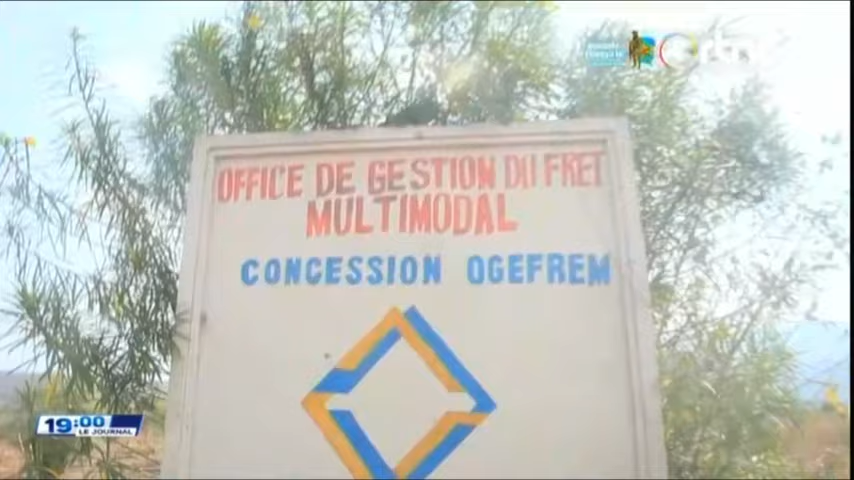 OFFICE DE GESTION DU FRET
MULTIMODAL
CONCESSION OGEFREM
19:00
LE JOURNAL